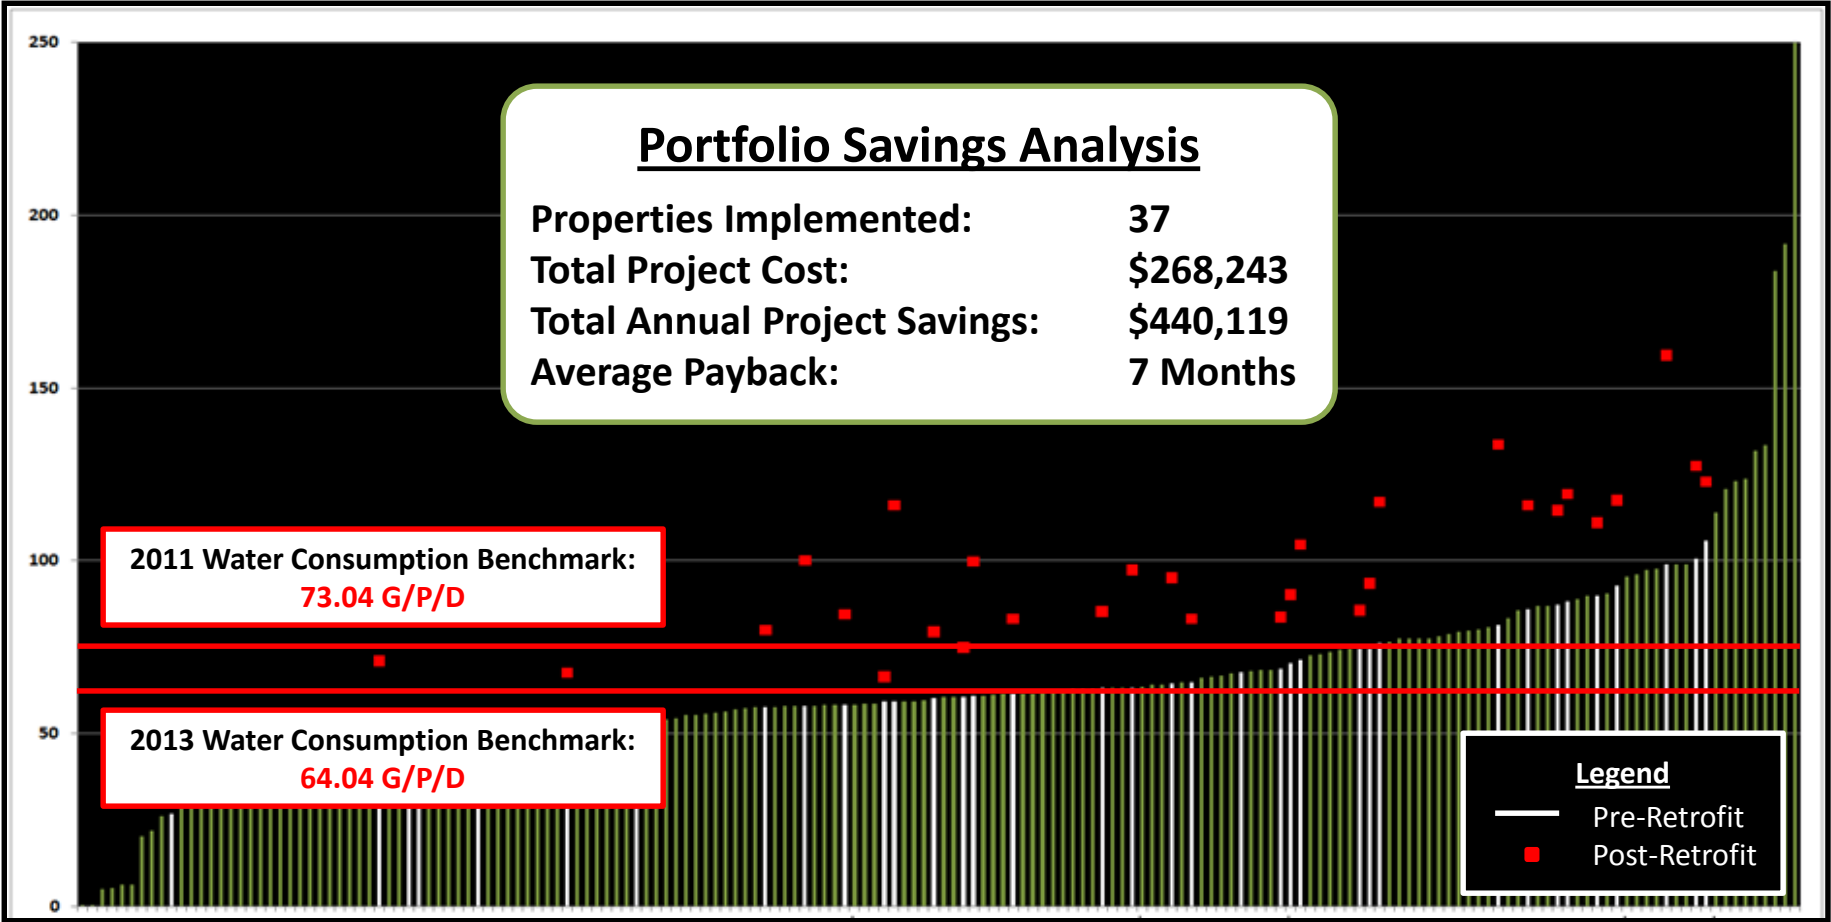 250
200
150
100
50
0
Portfolio Savings Analysis
Properties Implemented: 37
Total Project Cost: $268,243
Total Annual Project Savings: $440,119
Average Payback: 7 Months
2011 Water Consumption Benchmark:
73.04 G/P/D
2013 Water Consumption Benchmark:
64.04 G/P/D
Legend
Pre-Retrofit
Post-Retrofit